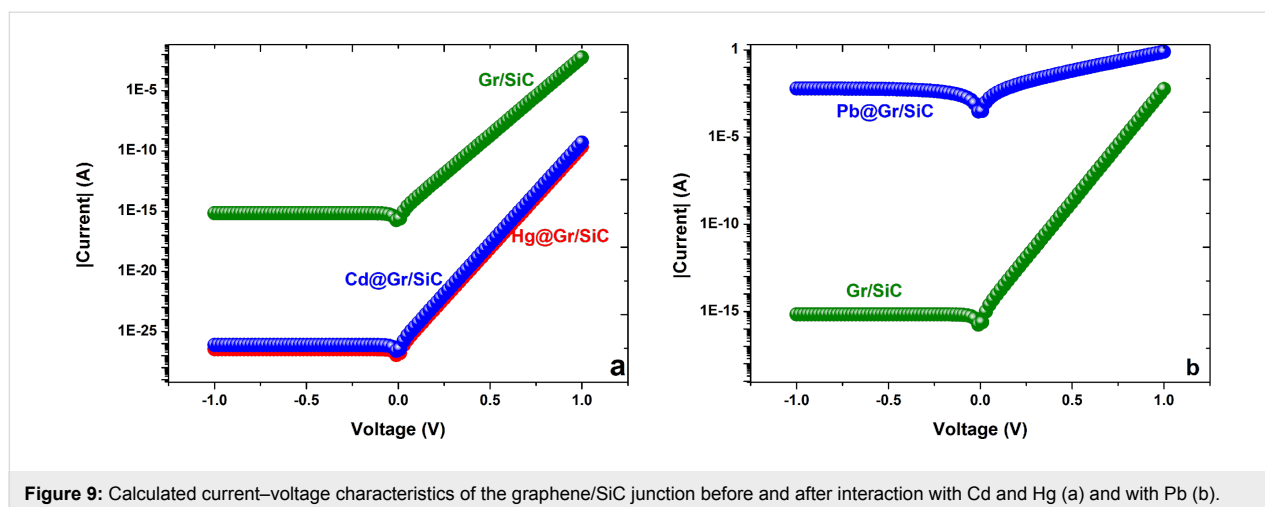 Gr/SiC
1E-5
1E-10
1E-15
1E-20
1E-25
|Current| (A)
Hg@Gr/SiC
Cd@Gr/SiC
a
-1.0
-0.5
0.0
0.5
1.0
Voltage (V)
1
Pb@Gr/SiC
1E-5
1E-10
1E-15
|Current| (A)
Gr/SiC
b
-1.0
-0.5
0.0
0.5
1.0
Voltage (V)
Figure 9: Calculated current–voltage characteristics of the graphene/SiC junction before and after interaction with Cd and Hg (a) and with Pb (b).